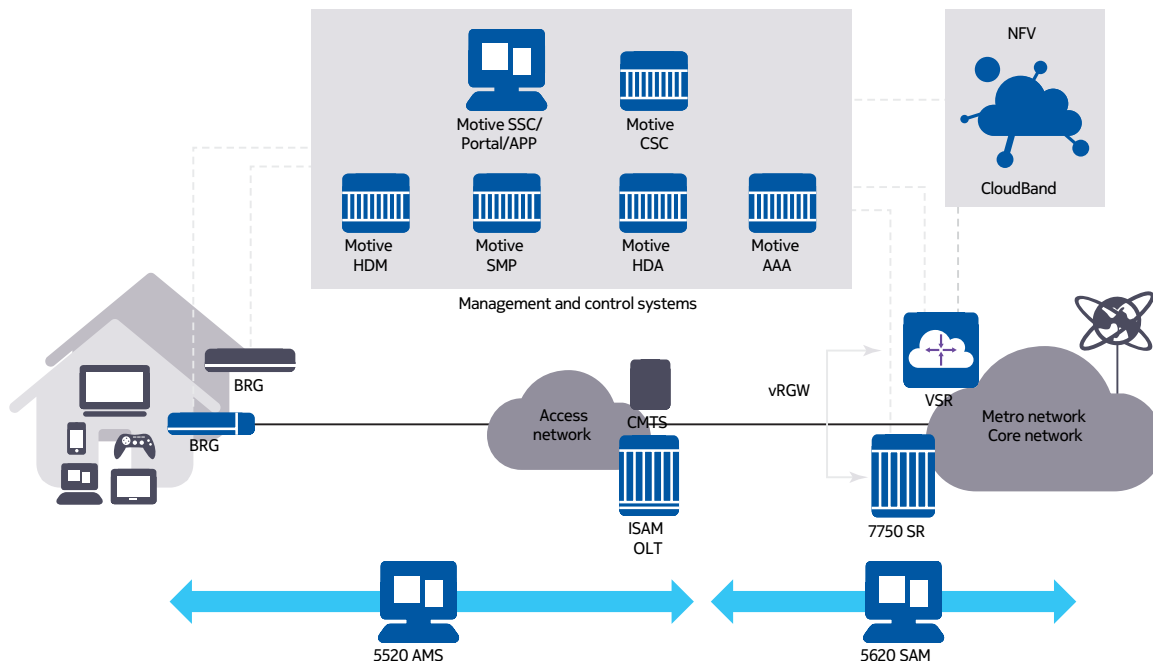 NFV
CloudBand
Motive SSC/
Portal/APP
Motive
CSC
Motive
HDM
Motive
SMP
Motive
HDA
Motive
AAA
Management and control systems
BRG
BRG
Access
network
CMTS
ISAM
OLT
vRGW
VSR
7750 SR
Metro network
Core network
5520 AMS
5620 SAM